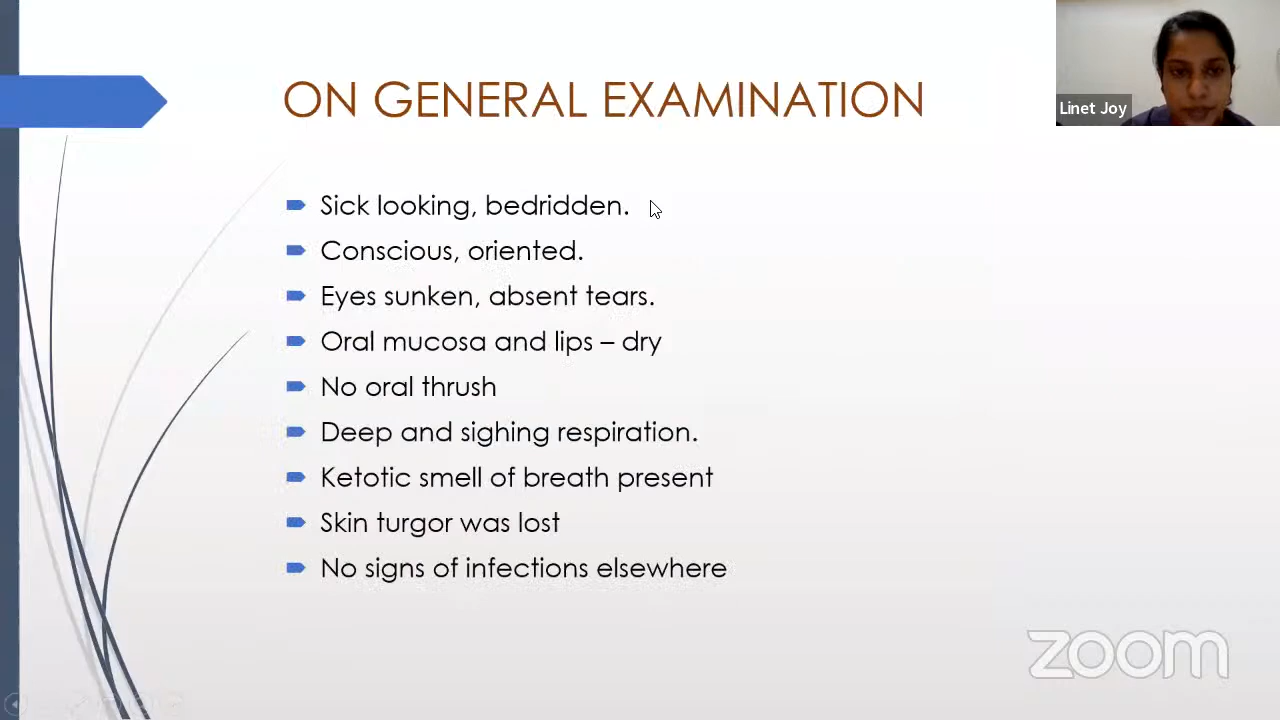 ON GENERAL EXAMINATION
Linet Joy
Sick looking, bedridden.
Conscious, oriented.
Eyes sunken, absent tears.
Oral mucosa and lips – dry
No oral thrush
Deep and sighing respiration.
Ketotic smell of breath present
Skin turgor was lost
No signs of infections elsewhere
zoom